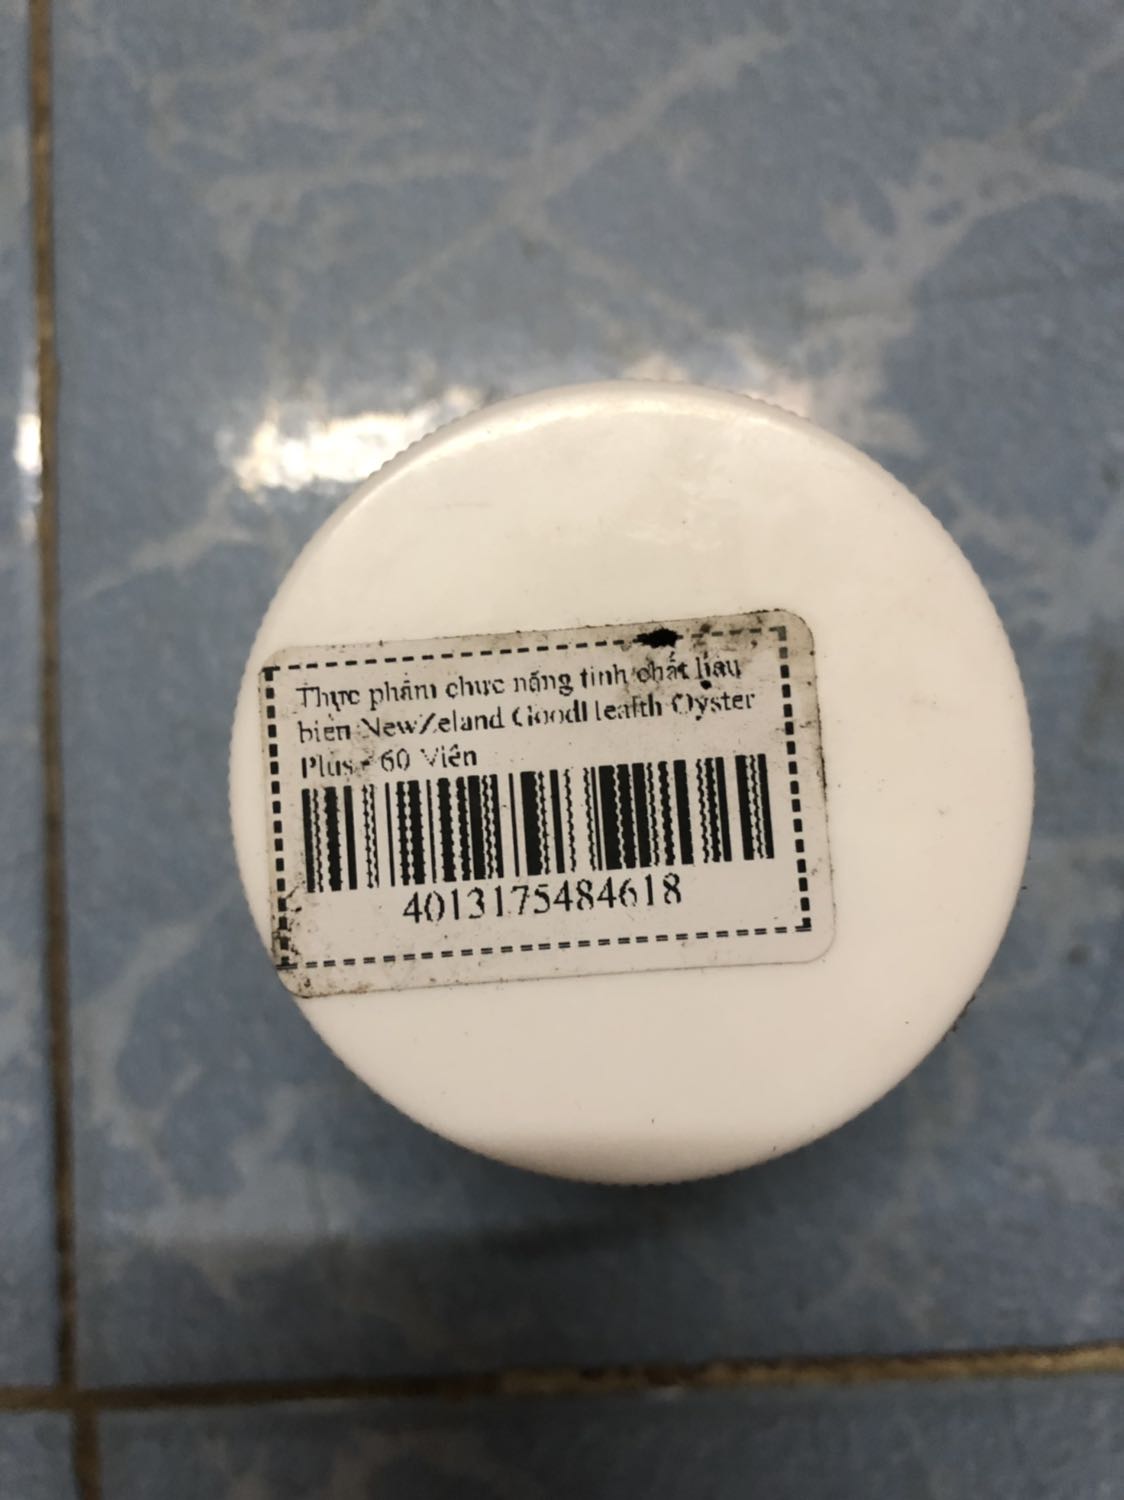 Thực phẩm chức năng tinh chất hàu
biển NewZeland GoodHealth Oyster
Plus - 60 Viên
4013175484618